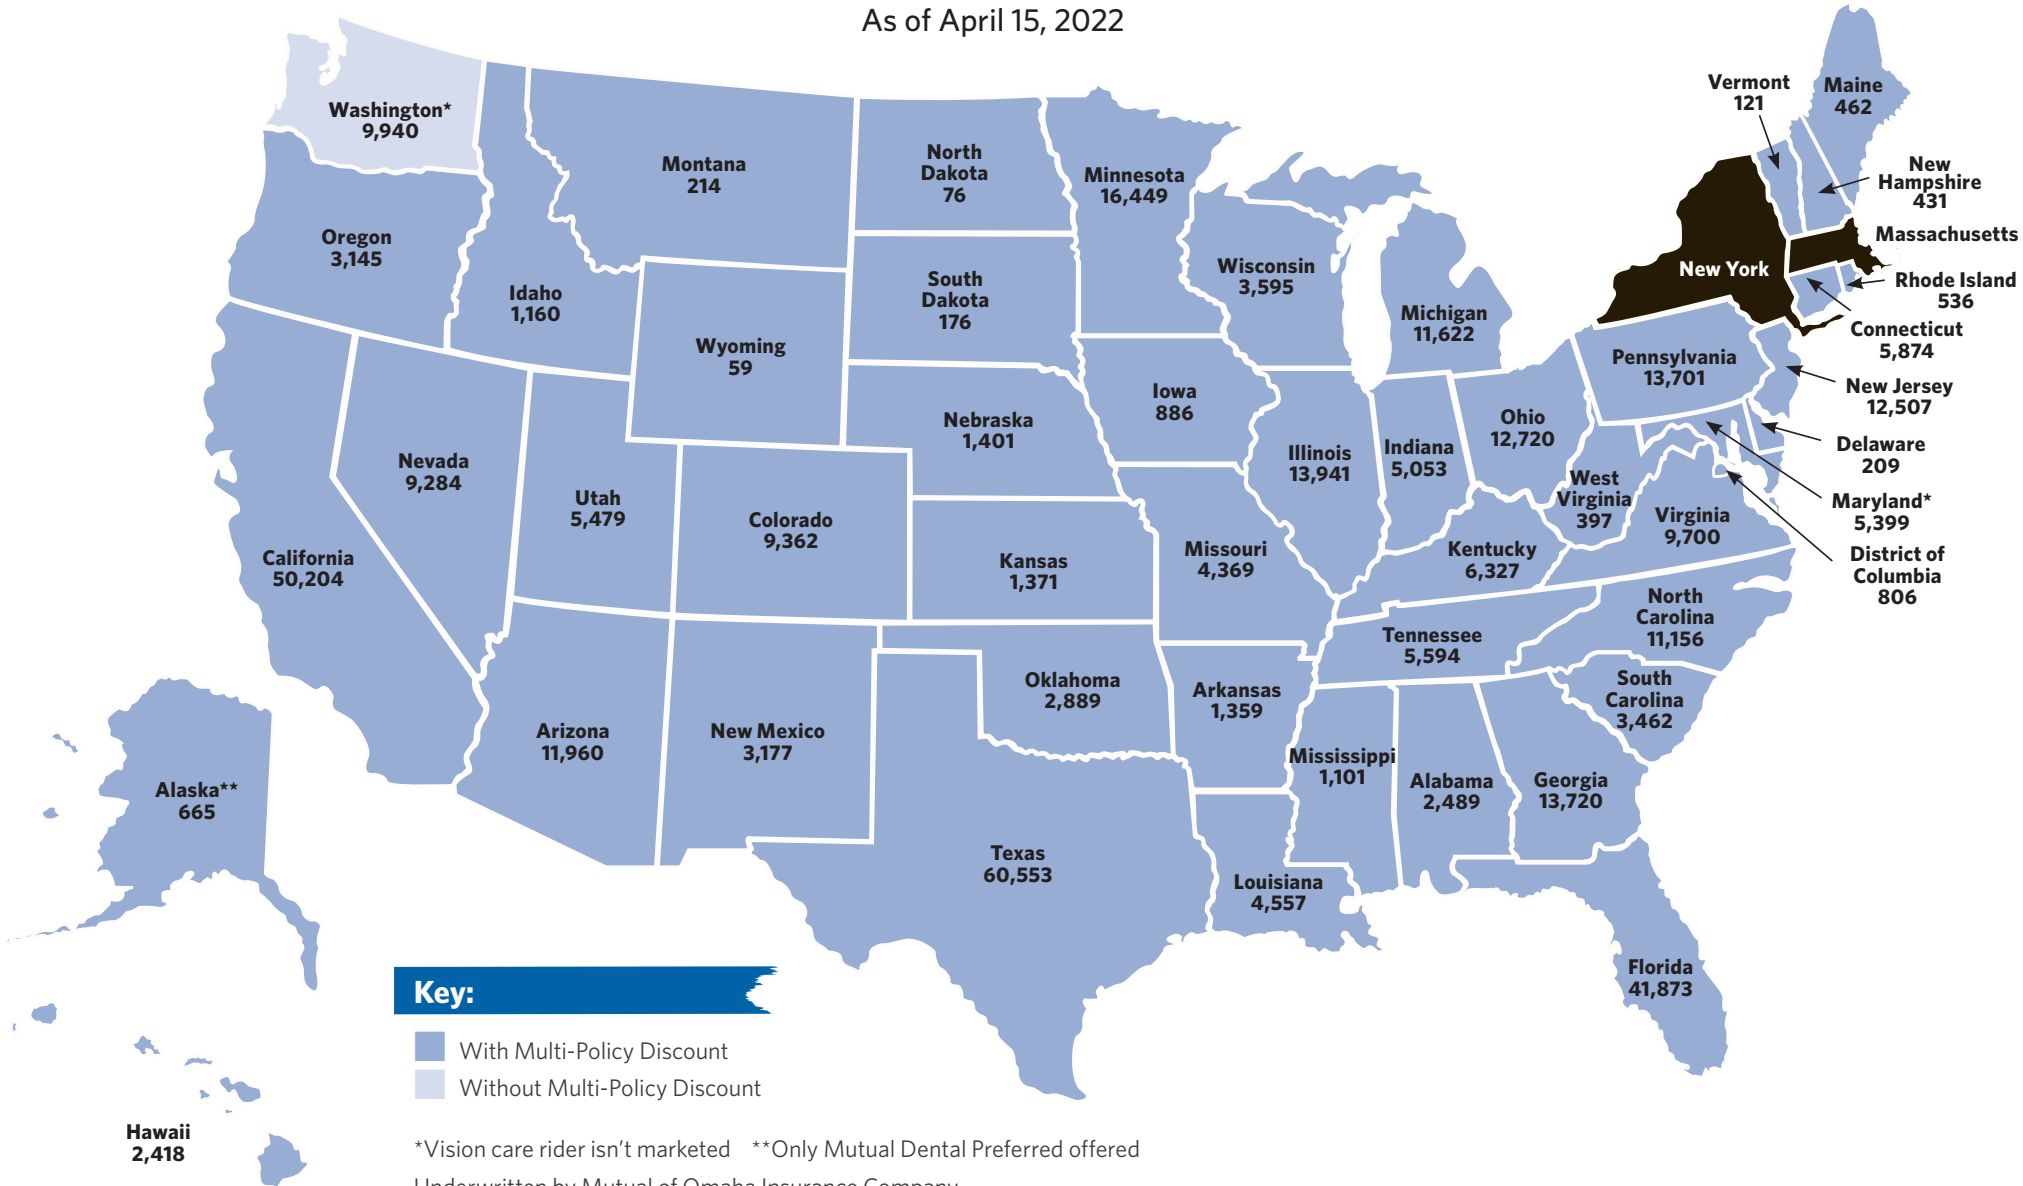 As of April 15, 2022
Washington*
9,940
Oregon
3,145
Idaho
1,160
Montana
214
North
Dakota
76
Minnesota
16,449
South
Dakota
176
Wisconsin
3,595
Michigan
11,622
Wyoming
59
Nebraska
1,401
Iowa
886
Illinois
13,941
Indiana
5,053
Ohio
12,720
Pennsylvania
13,701
New York
Vermont
121
Maine
462
New
Hampshire
431
Massachusetts
Rhode Island
536
Connecticut
5,874
New Jersey
12,507
Delaware
209
Maryland*
5,399
District of
Columbia
806
West
Virginia
397
Virginia
9,700
Nevada
9,284
Utah
5,479
Colorado
9,362
California
50,204
Kansas
1,371
Missouri
4,369
Kentucky
6,327
North
Carolina
11,156
Tennessee
5,594
South
Carolina
3,462
Arizona
11,960
New Mexico
3,177
Oklahoma
2,889
Arkansas
1,359
Mississippi
1,101
Alabama
2,489
Georgia
13,720
Texas
60,553
Louisiana
4,557
Florida
41,873
Alaska**
665
Hawaii
2,418
Key:
With Multi-Policy Discount
Without Multi-Policy Discount
*Vision care rider isn't marketed **Only Mutual Dental Preferred offered
Underwritten by Mutual of Omaha Insurance Company